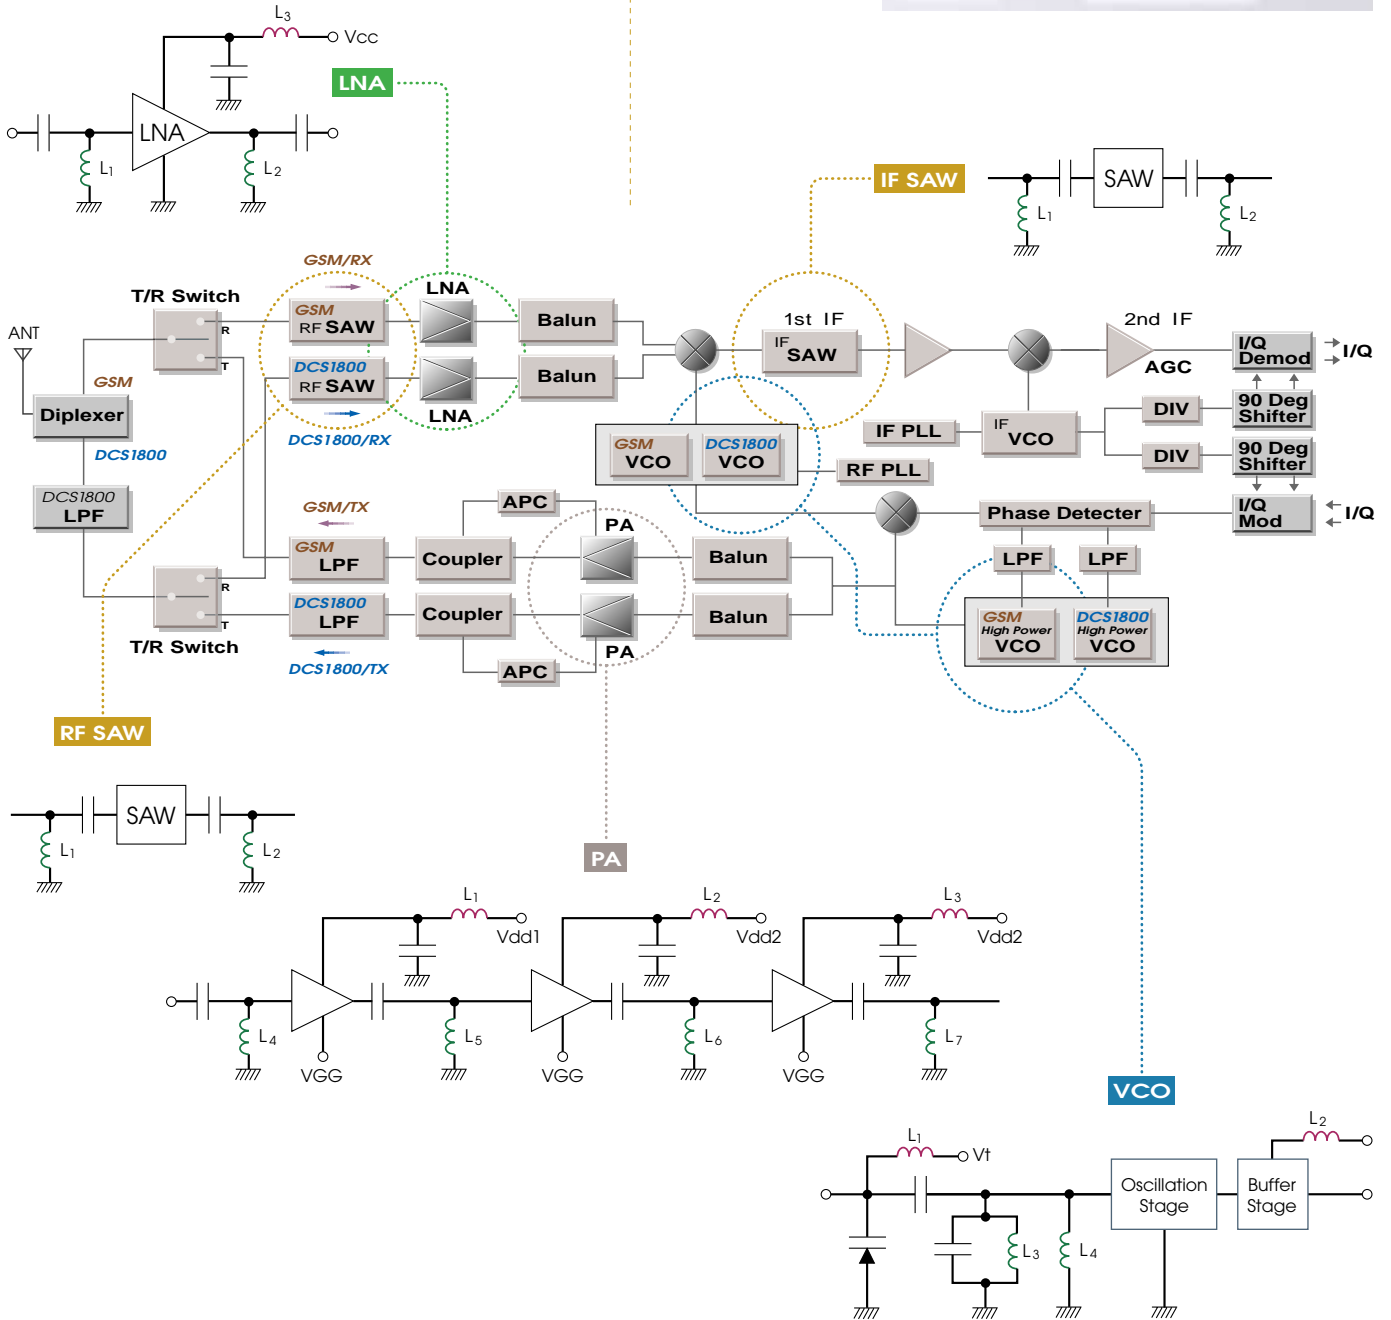 L3
Vcc
LNA
LNA
L1
L2
IF SAW
SAW
L1
L2
GSM/RX
T/R Switch
LNA
ANT
R
T
GSM
RF SAW
Balun
1st IF
IF
SAW
2nd IF
AGC
I/Q
Demod
I/Q
DCS1800
RF SAW
Balun
LNA
GSM
Diplexer
DCS1800
DCS1800/RX
DIV
90 Deg
Shifter
IF PLL
IF
VCO
GSM
VCO
DCS1800
VCO
DIV
90 Deg
Shifter
RF PLL
DCS1800
LPF
GSM/TX
APC
PA
Phase Detecter
I/Q
Mod
I/Q
GSM
LPF
Coupler
Balun
LPF
LPF
R
T
T/R Switch
DCS1800
LPF
Coupler
Balun
PA
APC
DCS1800/TX
GSM
High Power
VCO
DCS1800
High Power
VCO
RF SAW
SAW
L1
L2
PA
L1
Vdd1
L2
Vdd2
L3
Vdd2
L4
L5
L6
L7
VGG
VGG
VGG
VCO
L1
Vt
L2
Oscillation
Stage
Buffer
Stage
L3
L4